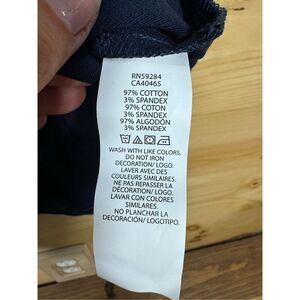 RN59284
CA40465
97% COTTON
3% SPANDEX
97% COTON
3% SPANDEX
97% ALGODÓN
3% SPANDEX
WASH WITH LIKE COLORS.
DO NOT IRON
DECORATION/ LOGO.
LAVER AVEC DES
COULEURS SIMILAIRES.
NE PAS REPASSER LA
DÉCORATION/ LOGO.
LAVAR CON COLORES
SIMILARES.
NO PLANCHAR LA
DECORACIÓN/ LOGOTIPO.